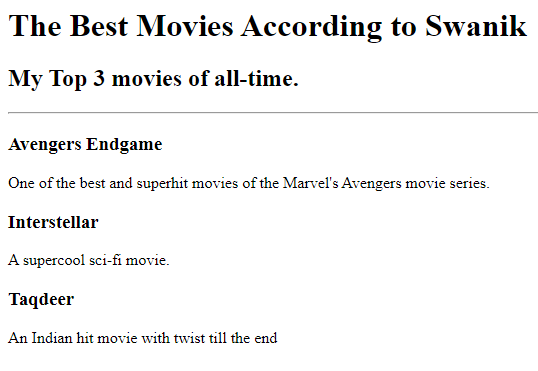 The Best Movies According to Swanik
My Top 3 movies of all-time.
Avengers Endgame
One of the best and superhit movies of the Marvel's Avengers movie series.
Interstellar
A supercool sci-fi movie.
Taqdeer
An Indian hit movie with twist till the end